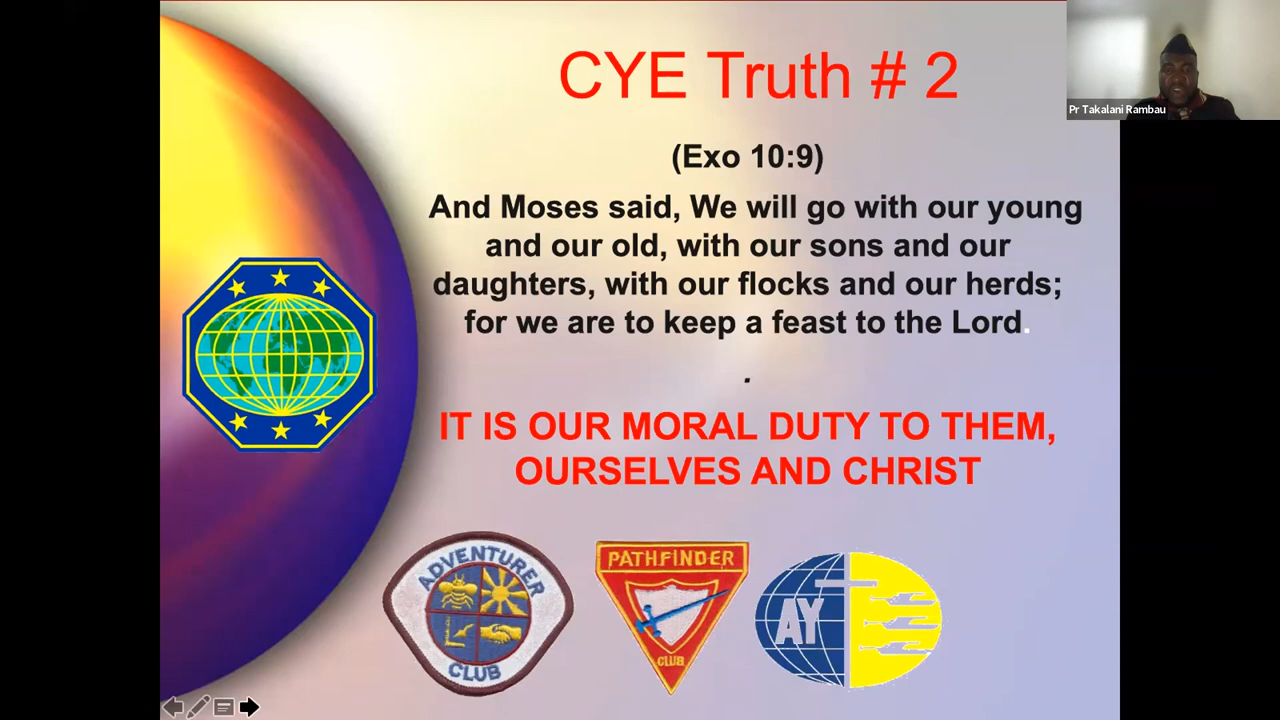 CYE Truth # 2
Pr Takalani Rambau
(Exo 10:9)
And Moses said, We will go with our young
and our old, with our sons and our
daughters, with our flocks and our herds;
for we are to keep a feast to the Lord.
.
IT IS OUR MORAL DUTY TO THEM,
OURSELVES AND CHRIST
ADVENTURER
CLUB
PATHFINDER
CLUB
AY